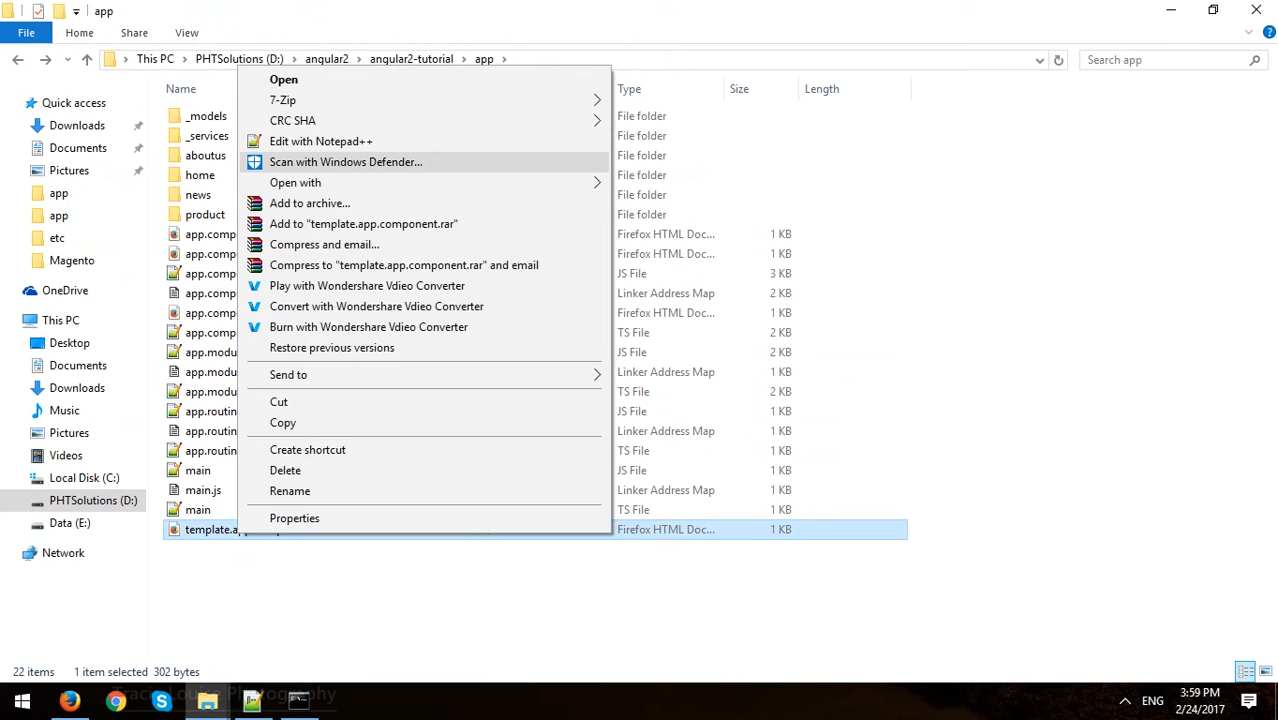 app
File Home Share View
This PC PHTSolutions (D:) angular2 angular2-tutorial app
Search app
Name Type Size Length
Quick access
Downloads
Documents
Pictures
app
app
etc
Magento
OneDrive
This PC
Desktop
Documents
Downloads
Music
Pictures
Videos
Local Disk (C:)
PHTSolutions (D:)
Data (E:)
Network
_models File folder
_services File folder
aboutus File folder
home File folder
news File folder
product File folder
app.comp Firefox HTML Doc... 1 KB
app.comp Firefox HTML Doc... 1 KB
app.comp JS File 3 KB
app.comp Linker Address Map 2 KB
app.comp Firefox HTML Doc... 1 KB
app.comp TS File 2 KB
app.modu JS File 2 KB
app.modu Linker Address Map 1 KB
app.modu TS File 2 KB
app.routin JS File 1 KB
app.routin Linker Address Map 1 KB
app.routin TS File 1 KB
main JS File 1 KB
main.js Linker Address Map 1 KB
main TS File 1 KB
template.a Firefox HTML Doc... 1 KB
Open
7-Zip
CRC SHA
Edit with Notepad++
Scan with Windows Defender...
Open with
Add to archive...
Add to "template.app.component.rar"
Compress and email...
Compress to "template.app.component.rar" and email
Play with Wondershare Vdieo Converter
Convert with Wondershare Vdieo Converter
Burn with Wondershare Vdieo Converter
Restore previous versions
Send to
Cut
Copy
Create shortcut
Delete
Rename
Properties
22 items 1 item selected 302 bytes
Photography
ENG
3:59 PM
2/24/2017